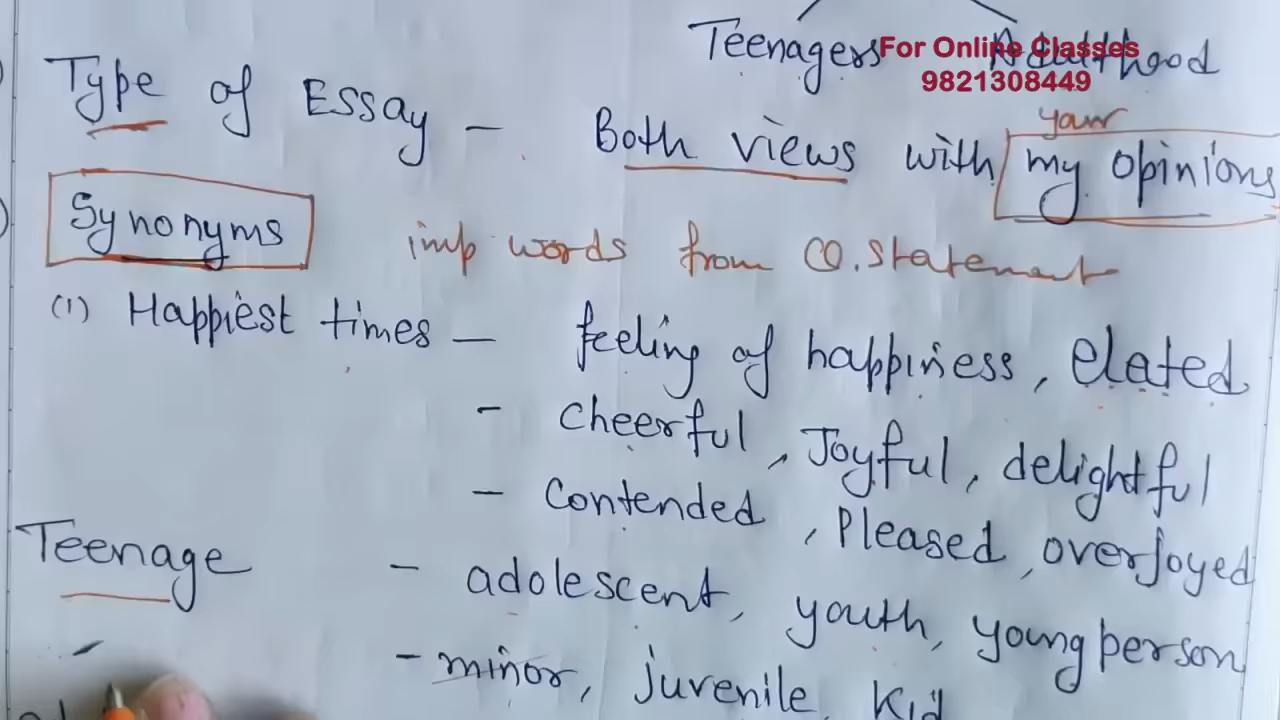 Teenagers Adulthood
For Online Classes
9821308449
Type of Essay - Both views with my opinions
your
Synonyms imp words from Q. Statement
(1) Happiest times - feeling of happiness, elated
- cheerful, Joyful, delightful
- contended, Pleased, overjoyed
Teenage - adolescent, youth, young person
- minor, juvenile, Kid